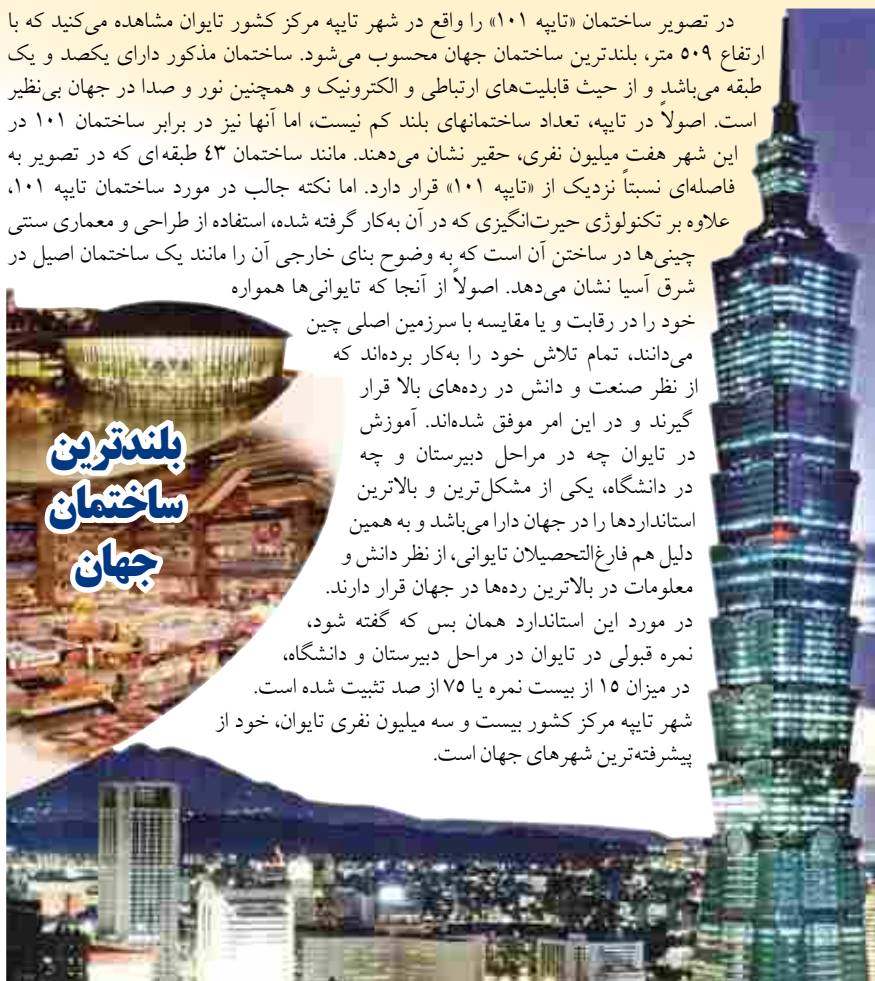 در تصویر ساختمان «تایپه ۱۰۱» را واقع در شهر تایپه مرکز کشور تایوان مشاهده می‌کنید که با
ارتفاع ۵۰۹ متر، بلندترین ساختمان جهان محسوب می‌شود. ساختمان مذکور دارای یکصد و یک
طبقه می‌باشد و از حیث قابلیت‌های ارتباطی و الکترونیک و همچنین نور و صدا در جهان بی‌نظیر
است. اصولاً در تایپه، تعداد ساختمانهای بلند کم نیست، اما آنها نیز در برابر ساختمان ۱۰۱ در
این شهر هفت میلیون نفری، حقیر نشان می‌دهند. مانند ساختمان ۴۳ طبقه‌ای که در تصویر به
فاصله‌ای نسبتاً نزدیک از «تایپه ۱۰۱» قرار دارد. اما نکته جالب در مورد ساختمان تایپه ۱۰۱،
علاوه بر تکنولوژی حیرت‌انگیزی که در آن به‌کار گرفته شده، استفاده از طراحی و معماری سنتی
چینی‌ها در ساختن آن است که به وضوح بنای خارجی آن را مانند یک ساختمان اصیل در
شرق آسیا نشان می‌دهد. اصولاً از آنجا که تایوانی‌ها همواره
خود را در رقابت و یا مقایسه با سرزمین اصلی چین
می‌دانند، تمام تلاش خود را به‌کار برده‌اند که
از نظر صنعت و دانش در رده‌های بالا قرار
گیرند و در این امر موفق شده‌اند. آموزش
در تایوان چه در مراحل دبیرستان و چه
در دانشگاه، یکی از مشکل‌ترین و بالاترین
استانداردها را در جهان دارا می‌باشد و به همین
دلیل هم فارغ‌التحصیلان تایوانی، از نظر دانش و
معلومات در بالاترین رده‌ها در جهان قرار دارند.
در مورد این استاندارد همان بس که گفته شود،
نمره قبولی در تایوان در مراحل دبیرستان و دانشگاه،
در میزان ۱۵ از بیست نمره یا ۷۵ از صد تثبیت شده است.
شهر تایپه مرکز کشور بیست و سه میلیون نفری تایوان، خود از
پیشرفته‌ترین شهرهای جهان است.
بلندترین
ساختمان
جهان